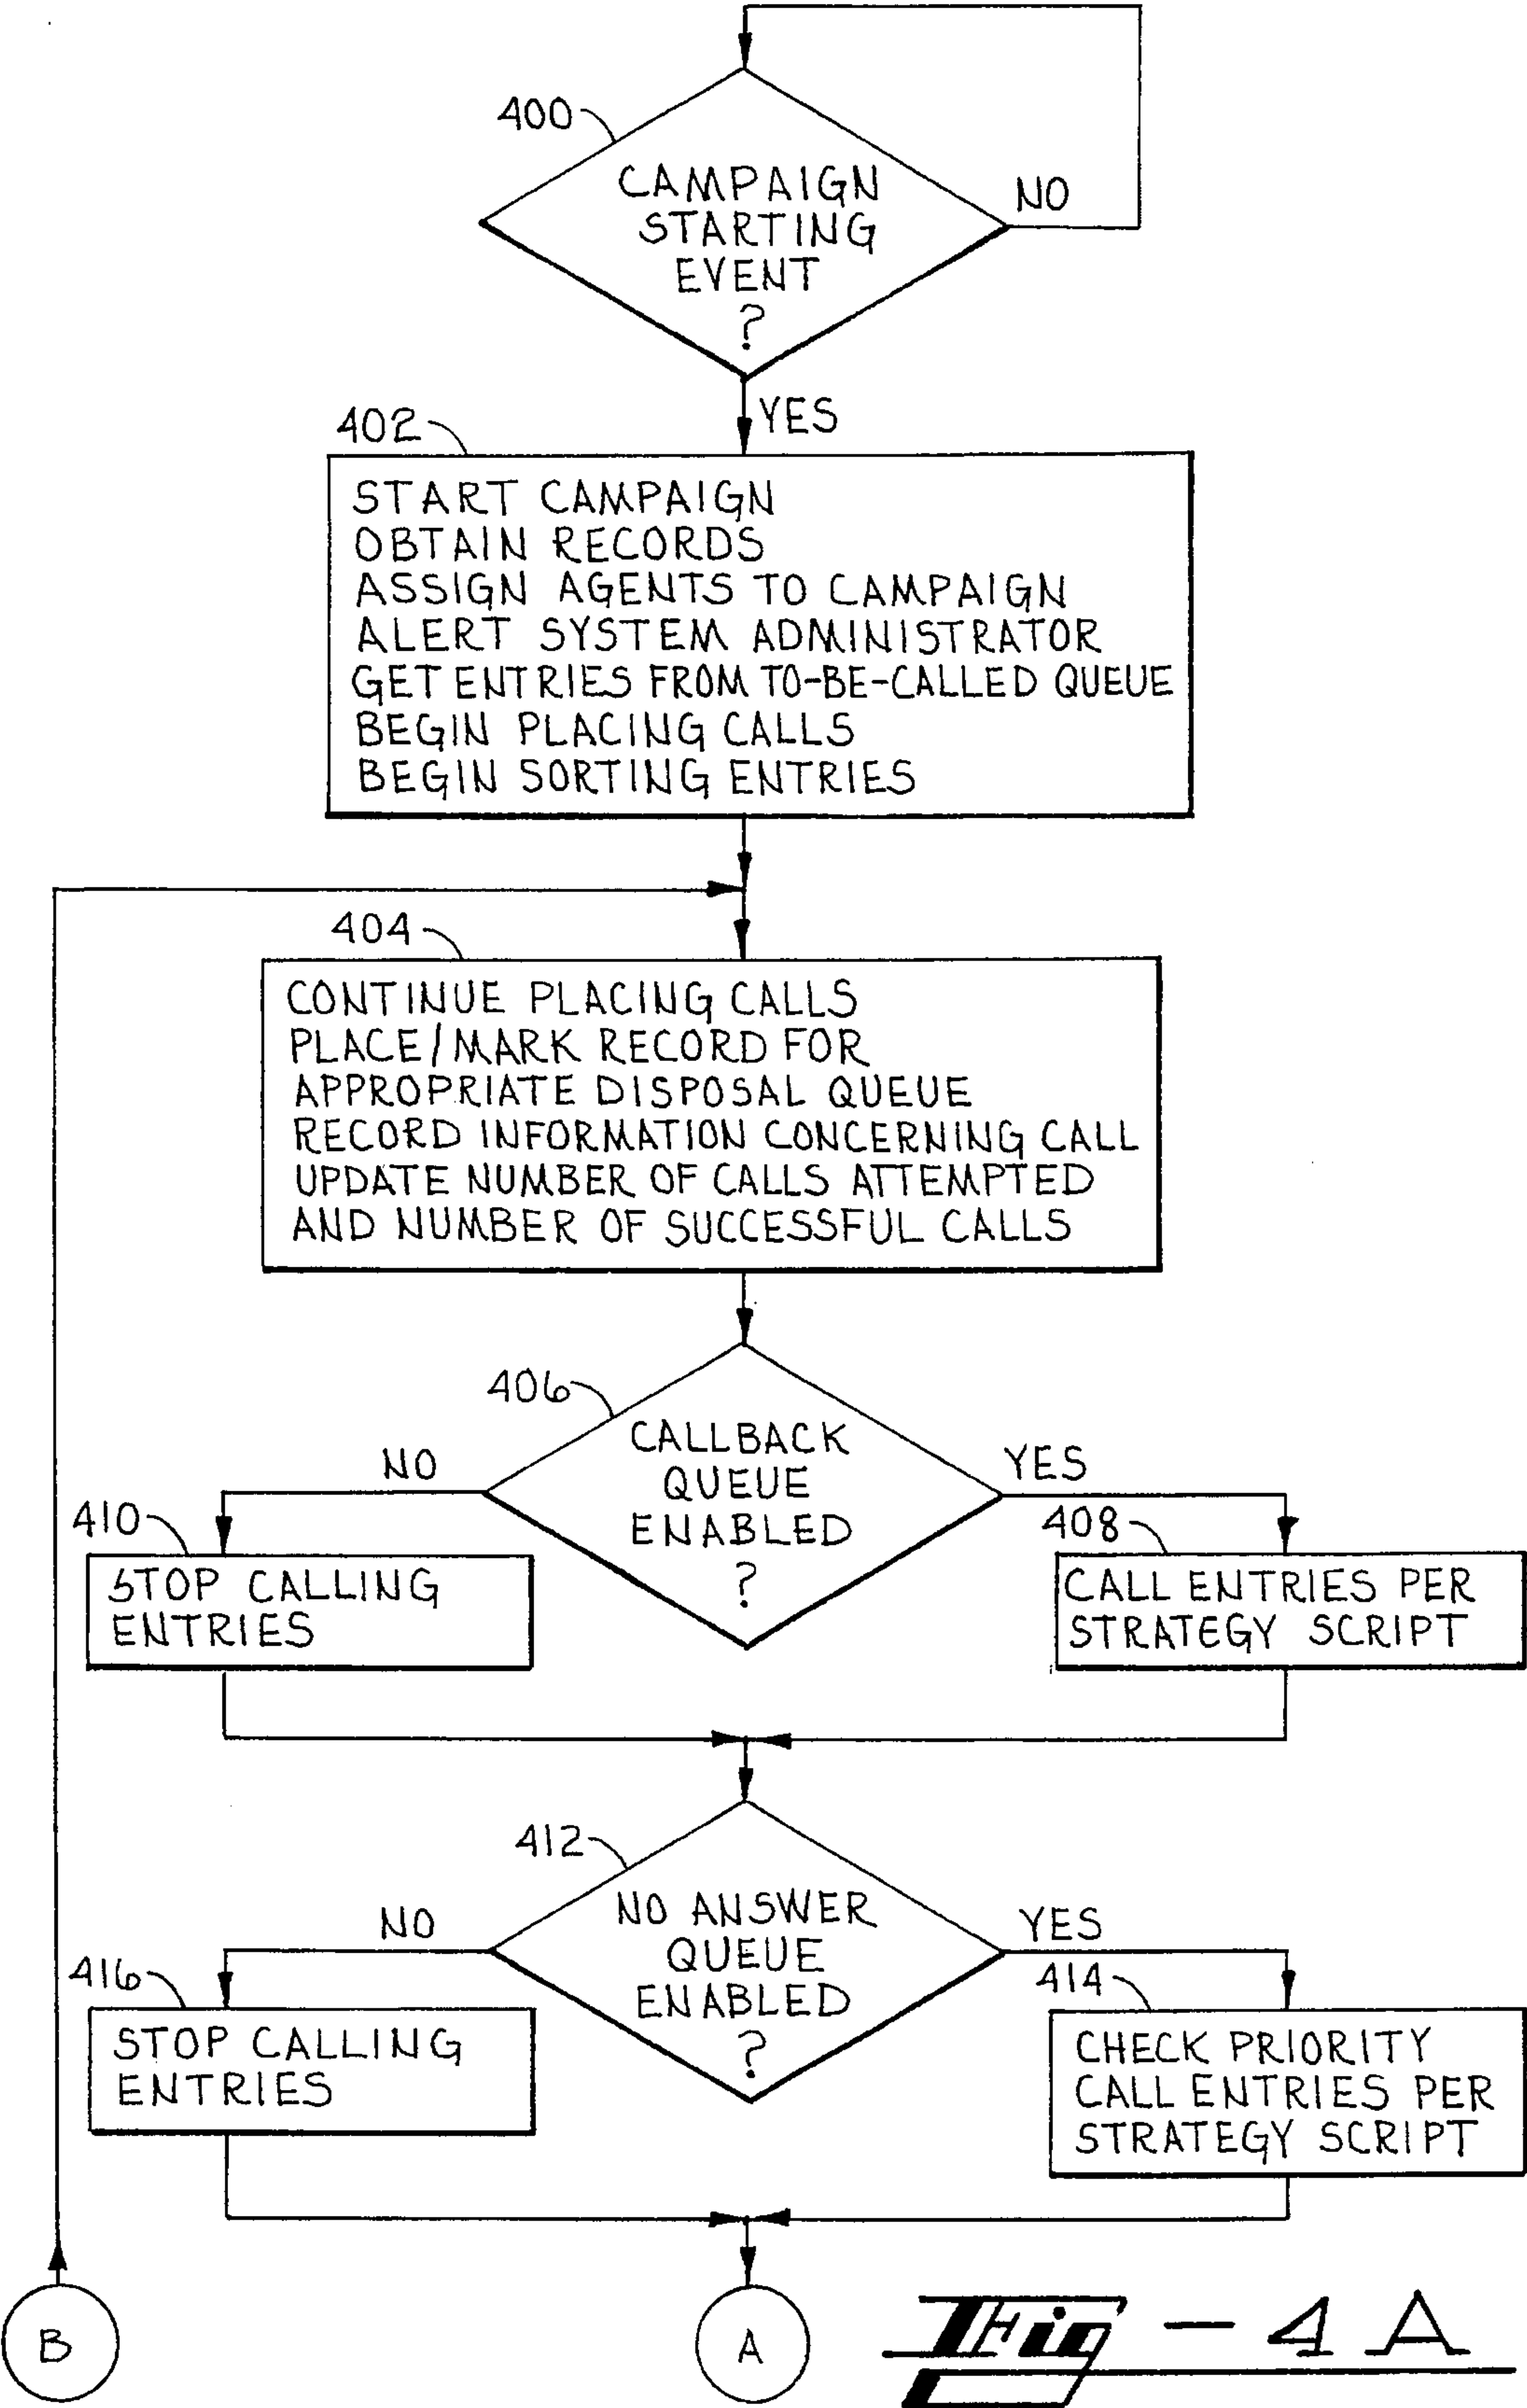 400
CAMPAIGN
STARTING
EVENT
?
NO
YES
402
START CAMPAIGN
OBTAIN RECORDS
ASSIGN AGENTS TO CAMPAIGN
ALERT SYSTEM ADMINISTRATOR
GET ENTRIES FROM TO-BE-CALLED QUEUE
BEGIN PLACING CALLS
BEGIN SORTING ENTRIES
404
CONTINUE PLACING CALLS
PLACE/MARK RECORD FOR
APPROPRIATE DISPOSAL QUEUE
RECORD INFORMATION CONCERNING CALL
UPDATE NUMBER OF CALLS ATTEMPTED
AND NUMBER OF SUCCESSFUL CALLS
406
CALLBACK
QUEUE
ENABLED
?
NO
YES
410
STOP CALLING
ENTRIES
408
CALL ENTRIES PER
STRATEGY SCRIPT
412
NO ANSWER
QUEUE
ENABLED
?
NO
YES
416
STOP CALLING
ENTRIES
414
CHECK PRIORITY
CALL ENTRIES PER
STRATEGY SCRIPT
B
A
Fig - 4A